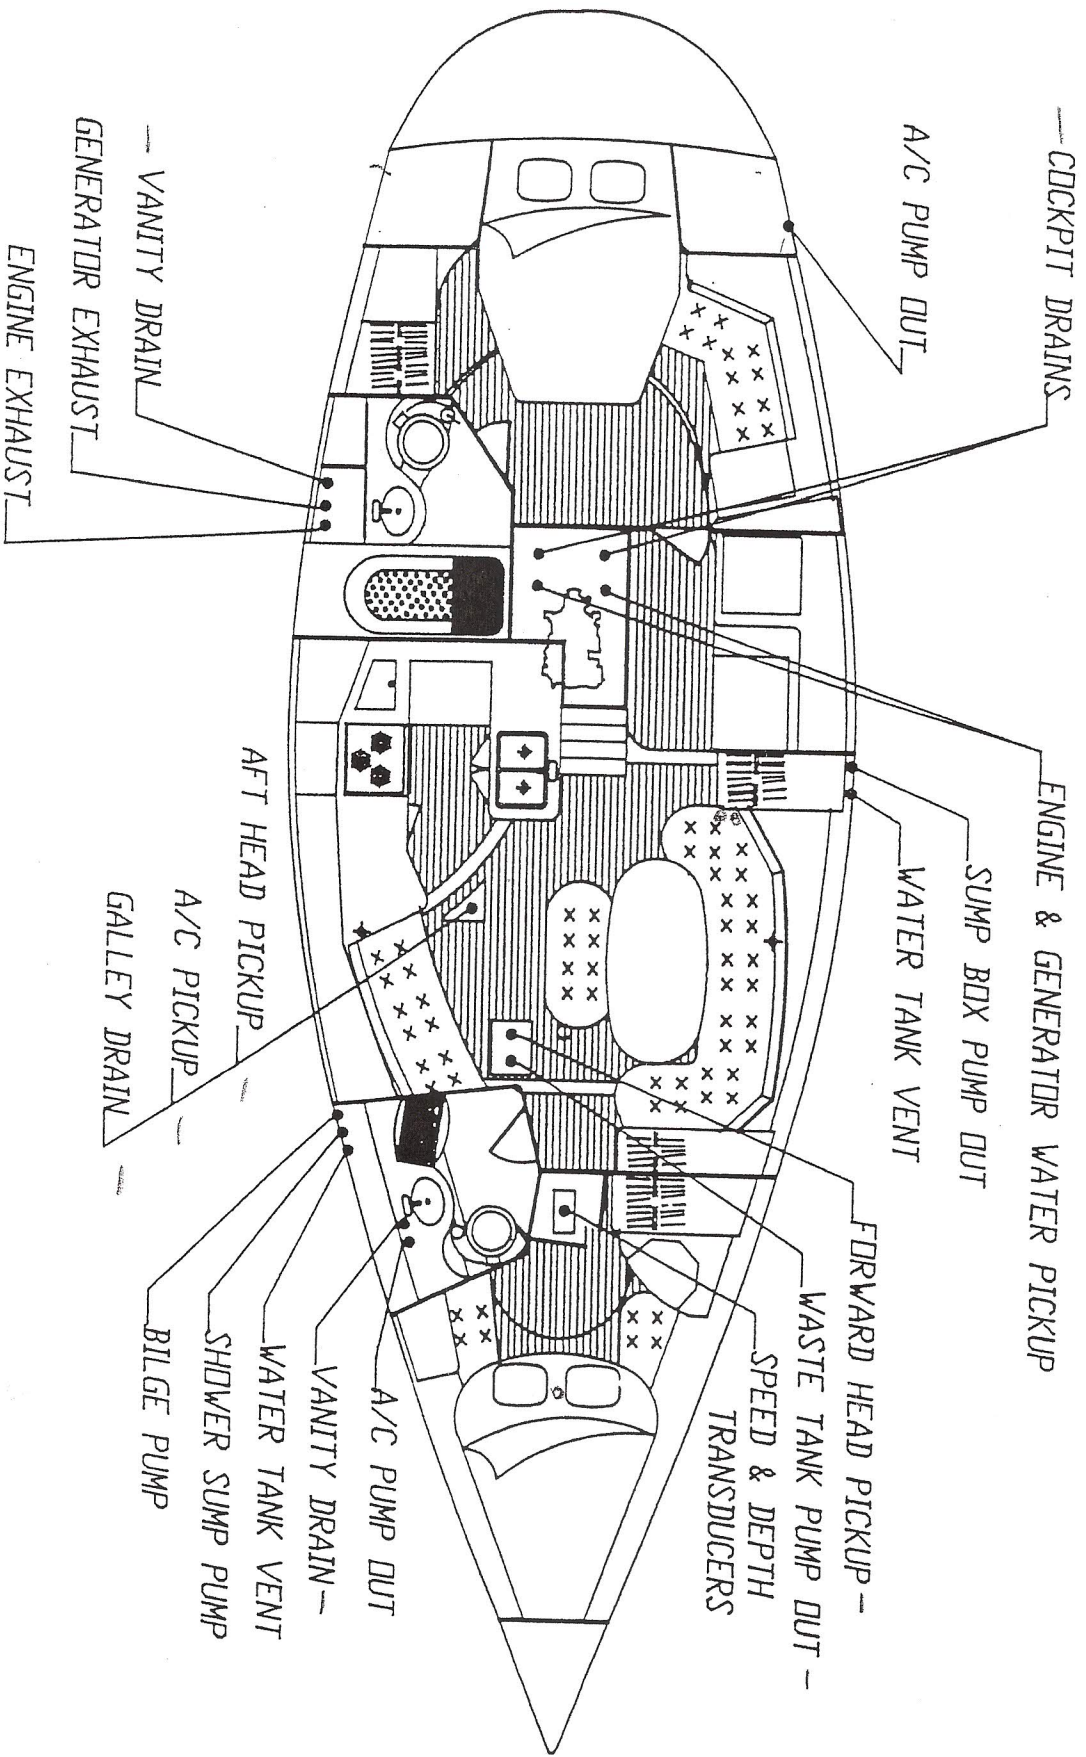 COCKPIT DRAINS
A/C PUMP OUT
ENGINE & GENERATOR WATER PICKUP
SUMP BOX PUMP OUT
WATER TANK VENT
FORWARD HEAD PICKUP
WASTE TANK PUMP OUT
SPEED & DEPTH
TRANSDUCERS
VANITY DRAIN
GENERATOR EXHAUST
ENGINE EXHAUST
AFT HEAD PICKUP
A/C PICKUP
GALLEY DRAIN
A/C PUMP OUT
VANITY DRAIN
WATER TANK VENT
SHOWER SUMP PUMP
BILGE PUMP